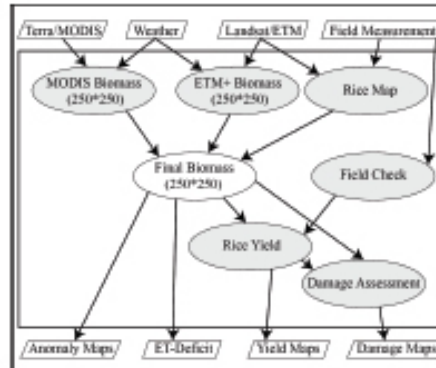 Terra/MODIS Weather Landsat/ETM Field Measurement
MODIS Biomass
(250*250)
ETM+ Biomass
(250*250)
Rice Map
Final Biomass
(250*250)
Field Check
Rice Yield
Damage Assessment
Anomaly Maps ET-Deficit Yield Maps Damage Maps